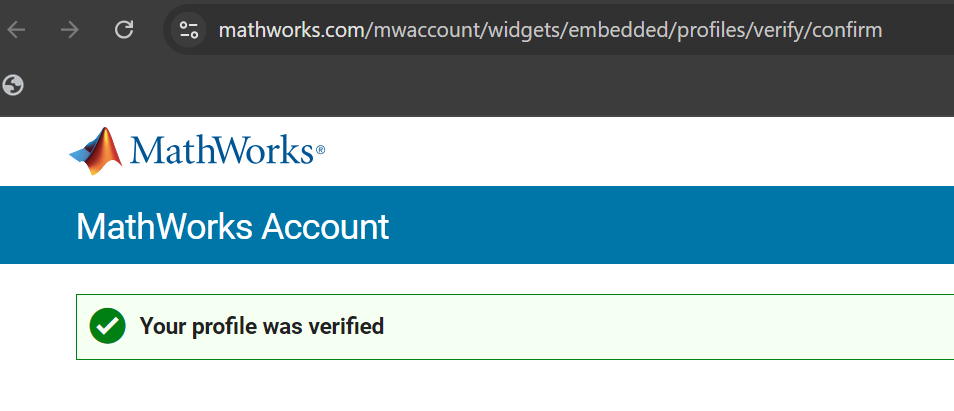 mathworks.com/mwaccount/widgets/embedded/profiles/verify/confirm
MathWorks®
MathWorks Account
Your profile was verified